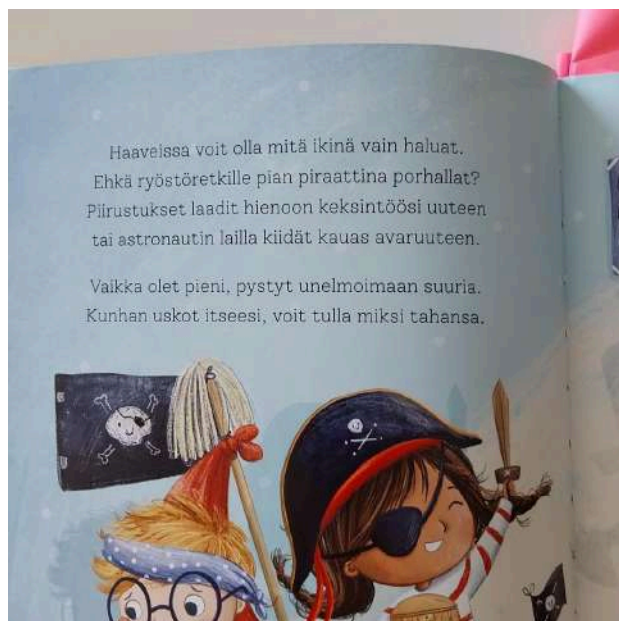 Haaveissa voit olla mitä ikinä vain haluat.
Ehkä ryöstöretkille pian piraattina porhallat?
Piirustukset laadit hienoon keksintöösi uuteen
tai astronautin lailla kiidät kauas avaruuteen.
Vaikka olet pieni, pystyt unelmoimaan suuria.
Kunhan uskot itseesi, voit tulla miksi tahansa.